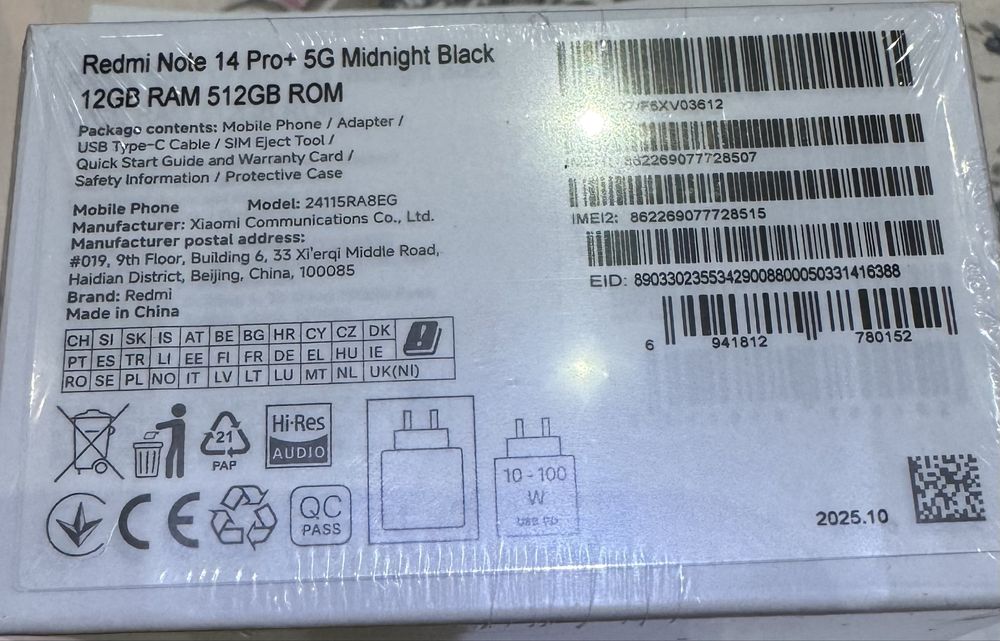 Redmi Note 14 Pro+ 5G Midnight Black
12GB RAM 512GB ROM
Package contents: Mobile Phone / Adapter /
USB Type-C Cable / SIM Eject Tool /
Quick Start Guide and Warranty Card /
Safety Information / Protective Case
Mobile Phone Model: 24115RA8EG
Manufacturer: Xiaomi Communications Co., Ltd.
Manufacturer postal address:
#019, 9th Floor, Building 6, 33 Xi'erqi Middle Road,
Haidian District, Beijing, China, 100085
Brand: Redmi
Made in China
CH SI SK IS AT BE BG HR CY CZ DK
PT ES TR LI EE FI FR DE EL HU IE
RO SE PL NO IT LV LT LU MT NL UK(NI)
21
PAP
Hi-Res
AUDIO
CE
QC
PASS
10 - 100
W
USB PD
/F5XV03612
862269077728507
IMEI2: 862269077728515
EID: 89033023553429008800050331416388
6 941812 780152
2025.10